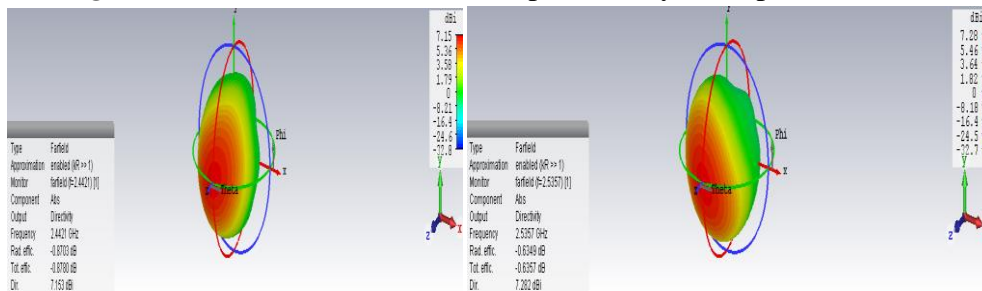 dBi
7.15
5.36
3.58
1.79
0
-8.21
-16.4
-24.6
-32.8
Phi
x
z
Theta
y
x
z
Type Farfield
Approximation enabled (kR >> 1)
Monitor farfield (f=2.4421) [1]
Component Abs
Output Directivity
Frequency 2.4421 GHz
Rad. effic. -0.8703 dB
Tot. effic. -0.8780 dB
Dir. 7.153 dBi
dBi
7.28
5.46
3.64
1.82
0
-8.18
-16.4
-24.5
-32.7
Phi
x
z
Theta
y
x
z
Type Farfield
Approximation enabled (kR >> 1)
Monitor farfield (f=2.5357) [1]
Component Abs
Output Directivity
Frequency 2.5357 GHz
Rad. effic. -0.6349 dB
Tot. effic. -0.6357 dB
Dir. 7.282 dBi